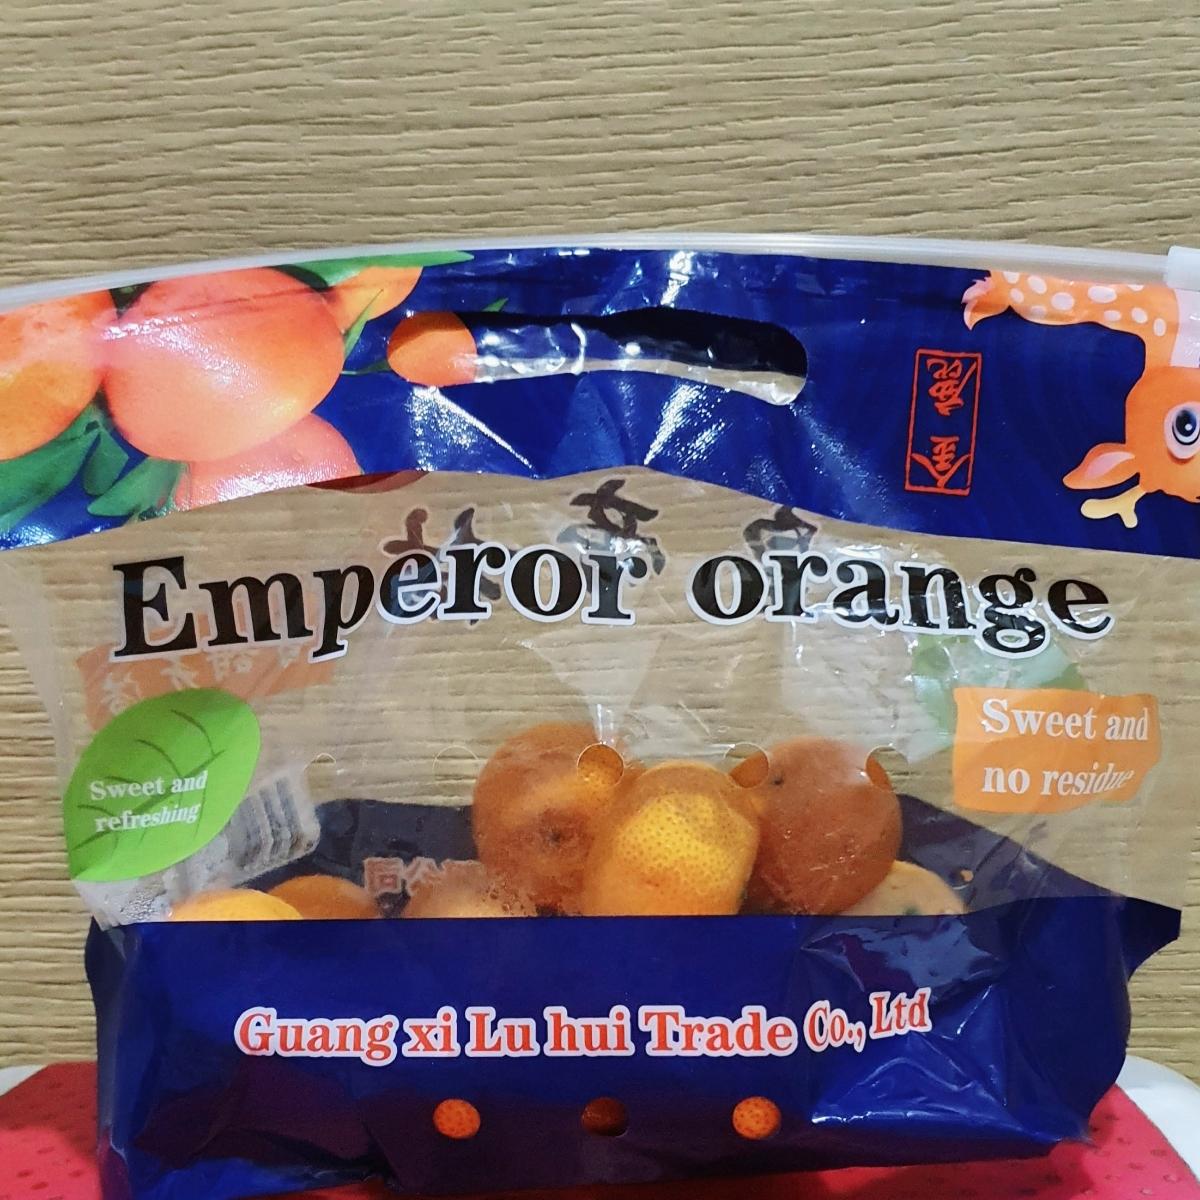 Emperor orange
Sweet and
refreshing
Sweet and
no residue
Guang xi Lu hui Trade Co., Ltd